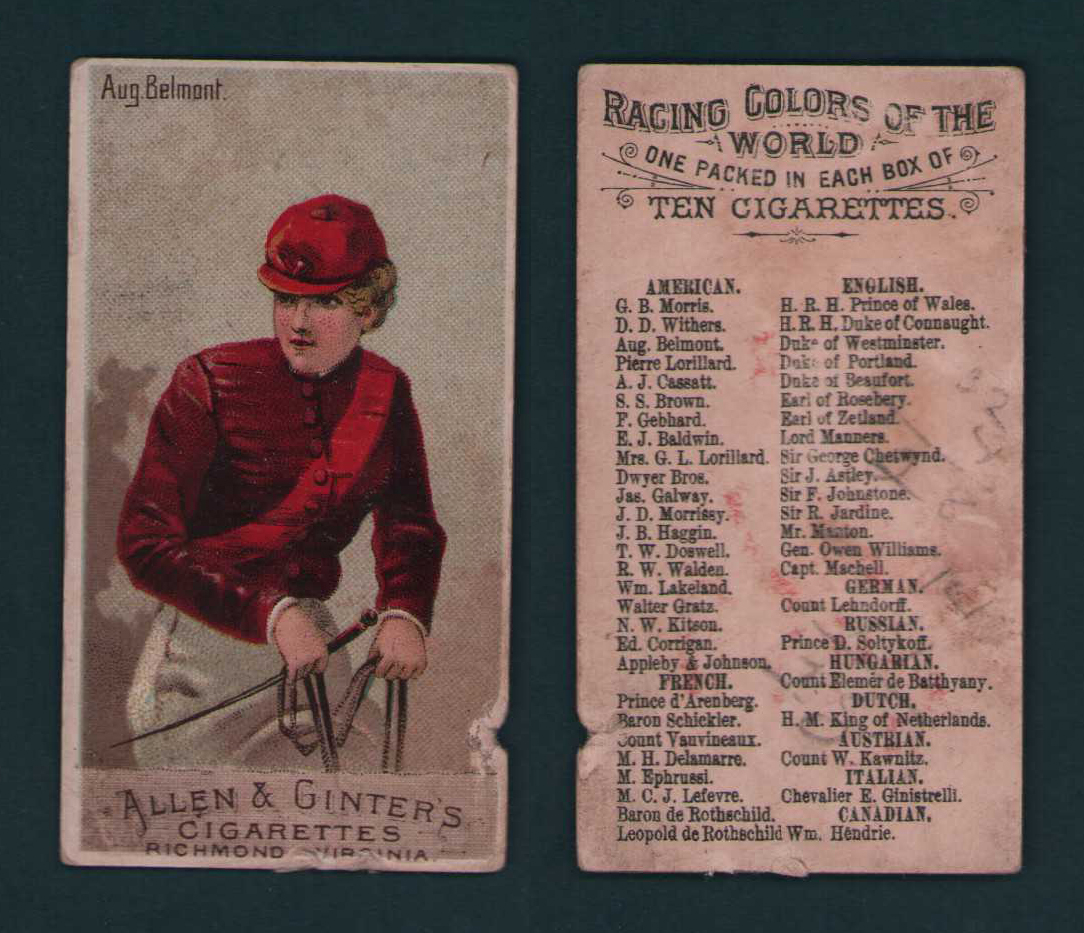 Aug. Belmont.
ALLEN & GINTER'S
CIGARETTES
RICHMOND VIRGINIA.
RACING COLORS OF THE
WORLD
ONE PACKED IN EACH BOX OF
TEN CIGARETTES.
AMERICAN.
G. B. Morris.
D. D. Withers.
Aug. Belmont.
Pierre Lorillard.
A. J. Cassatt.
S. S. Brown.
F. Gebhard.
E. J. Baldwin.
Mrs. G. L. Lorillard.
Dwyer Bros.
Jas. Galway.
J. D. Morrissy.
J. B. Haggin.
T. W. Doswell.
R. W. Walden.
Wm. Lakeland.
Walter Gratz.
N. W. Kitson.
Ed. Corrigan.
Appleby & Johnson.
FRENCH.
Prince d'Arenberg.
Baron Schickler.
Count Vauvineaux.
M. H. Delamarre.
M. Ephrussi.
M. C. J. Lefevre.
Baron de Rothschild.
Leopold de Rothschild
ENGLISH.
H. R. H. Prince of Wales.
H. R. H. Duke of Connaught.
Duke of Westminster.
Duke of Portland.
Duke of Beaufort.
Earl of Rosebery.
Earl of Zetland.
Lord Manners.
Sir George Chetwynd.
Sir J. Astley.
Sir F. Johnstone.
Sir R. Jardine.
Mr. Manton.
Gen. Owen Williams.
Capt. Machell.
GERMAN.
Count Lehndorff.
RUSSIAN.
Prince D. Soltykoff.
HUNGARIAN.
Count Elemér de Batthyany.
DUTCH.
H. M. King of Netherlands.
AUSTRIAN.
Count W. Kawnitz.
ITALIAN.
Chevalier E. Ginistrelli.
CANADIAN.
Wm. Hendrie.